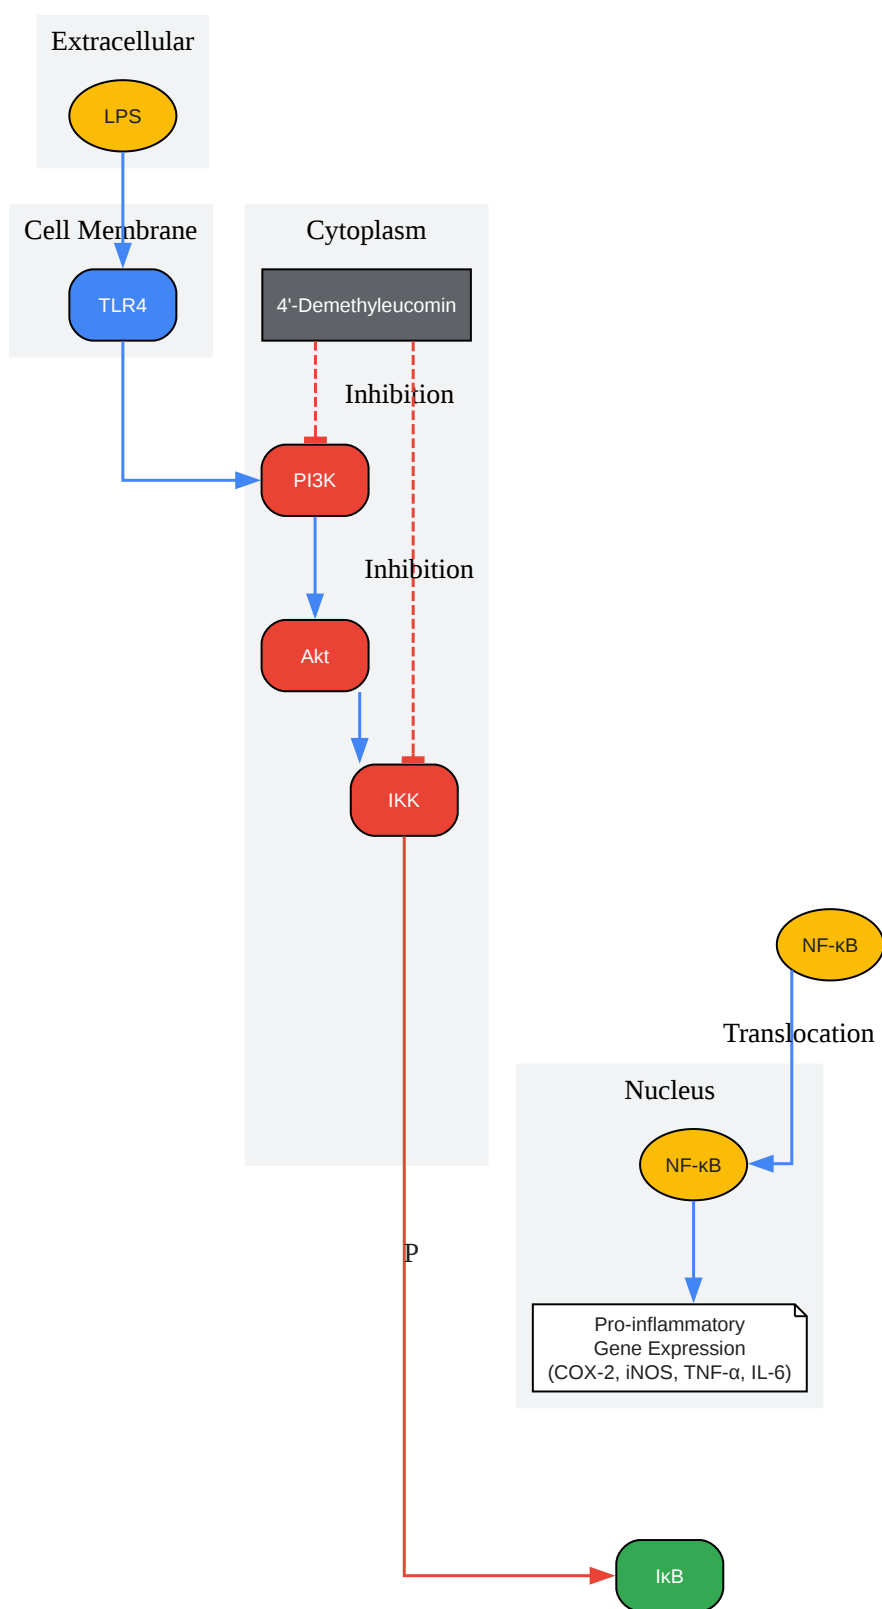 Extracellular
LPS
Cell Membrane
TLR4
Cytoplasm
4'-Demethyleucomin
Inhibition
PI3K
Inhibition
Akt
IKK
NF-κB
Translocation
Nucleus
NF-κB
P
Pro-inflammatory
Gene Expression
(COX-2, iNOS, TNF-α, IL-6)
IκB